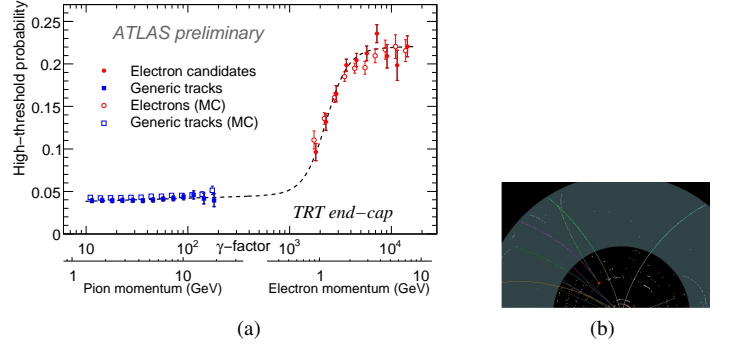 High−threshold probability
0.25
0.2
0.15
0.1
0.05
0
ATLAS preliminary
Electron candidates
Generic tracks
Electrons (MC)
Generic tracks (MC)
TRT end−cap
10 10² 10³ 10⁴
γ−factor
1 10 1 10
Pion momentum (GeV) Electron momentum (GeV)
(a) (b)